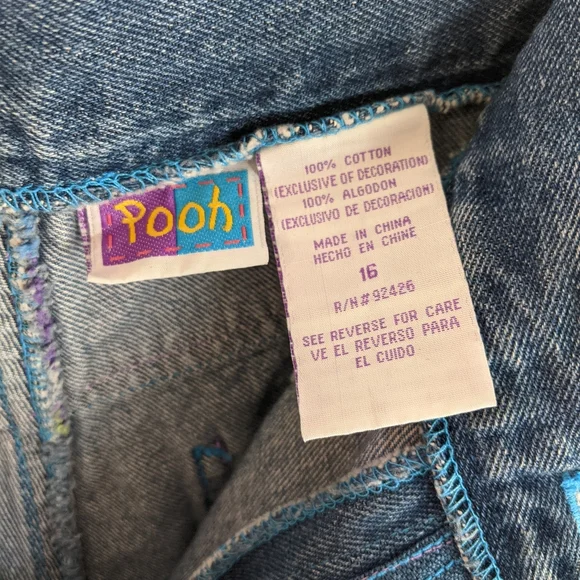 Pooh
100% COTTON
(EXCLUSIVE OF DECORATION)
100% ALGODON
(EXCLUSIVO DE DECORACION)
MADE IN CHINA
HECHO EN CHINE
16
R/N#92426
SEE REVERSE FOR CARE
VE EL REVERSO PARA
EL CUIDO